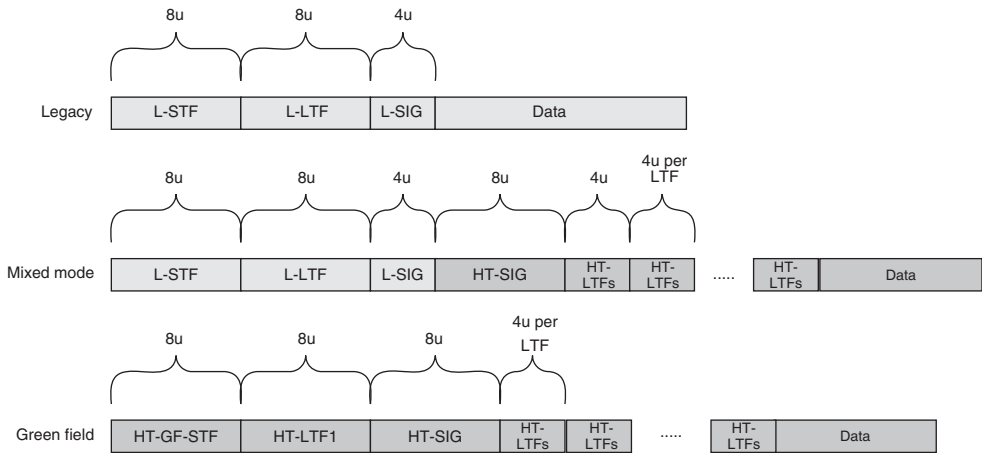 8u 8u 4u
Legacy L-STF L-LTF L-SIG Data
8u 8u 4u 8u 4u 4u per
LTF
Mixed mode L-STF L-LTF L-SIG HT-SIG HT- HT- ..... HT- Data
LTFs LTFs LTFs
8u 8u 8u 4u per
LTF
Green field HT-GF-STF HT-LTF1 HT-SIG HT- HT- ..... HT- Data
LTFs LTFs LTFs